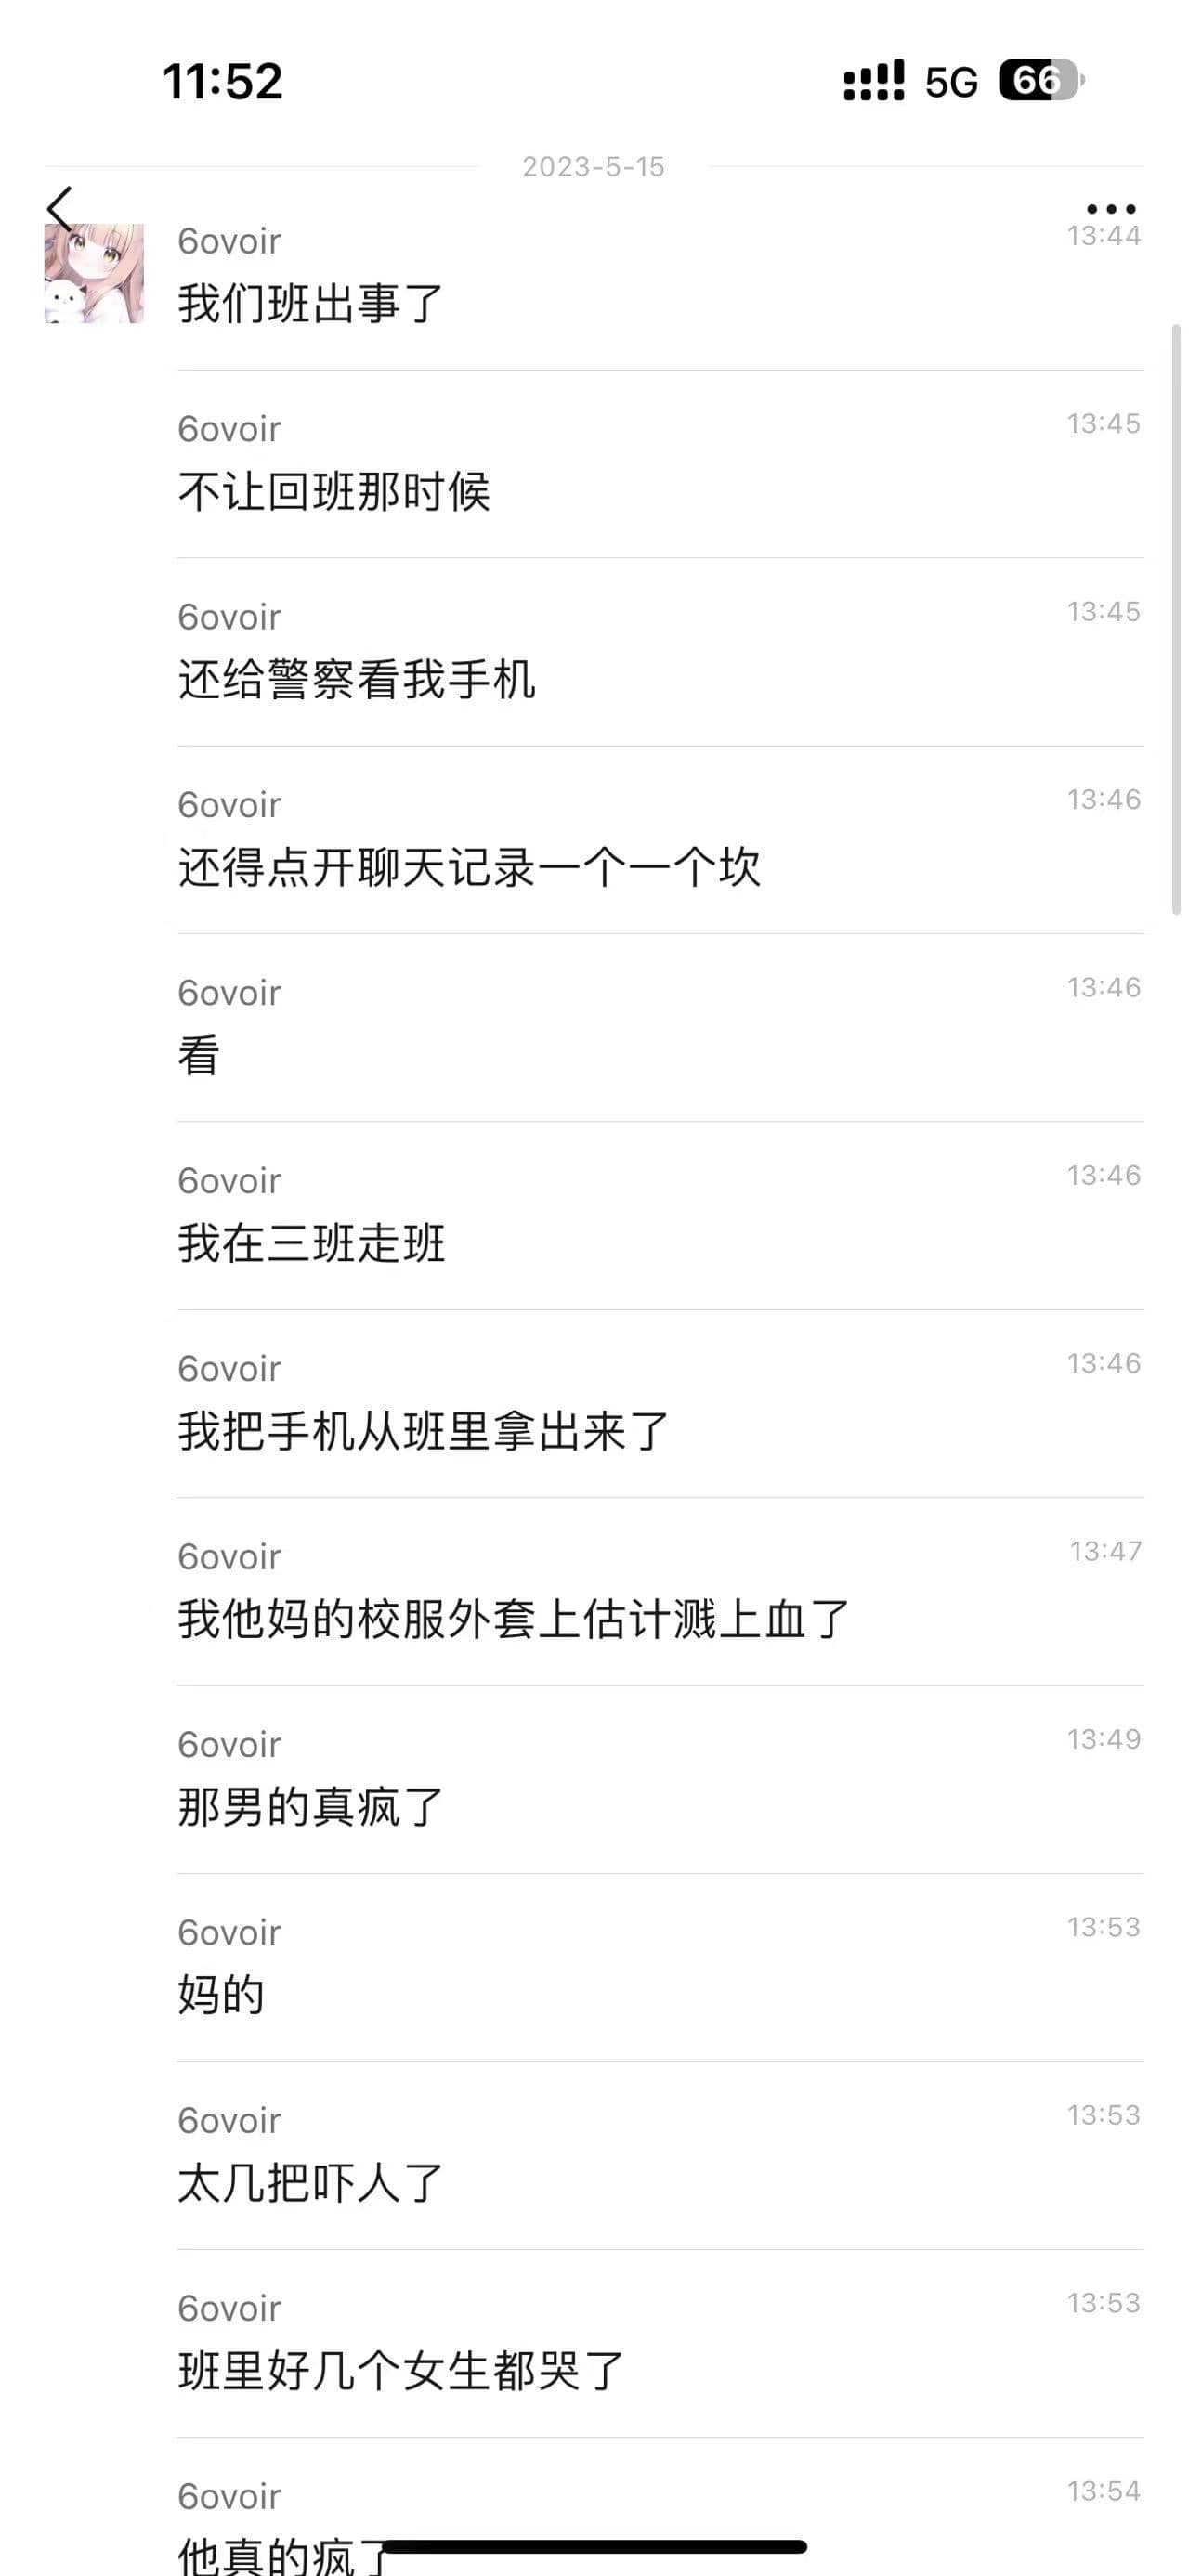 11:52
5G 66
2023-5-15
6ovoir 13:44
我们班出事了
6ovoir 13:45
不让回班那时候
6ovoir 13:45
还给警察看我手机
6ovoir 13:46
还得点开聊天记录一个一个坎
6ovoir 13:46
看
6ovoir 13:46
我在三班走班
6ovoir 13:46
我把手机从班里拿出来了
6ovoir 13:47
我他妈的校服外套上估计溅上血了
6ovoir 13:49
那男的真疯了
6ovoir 13:53
妈的
6ovoir 13:53
太几把吓人了
6ovoir 13:53
班里好几个女生都哭了
6ovoir 13:54
他真的疯了